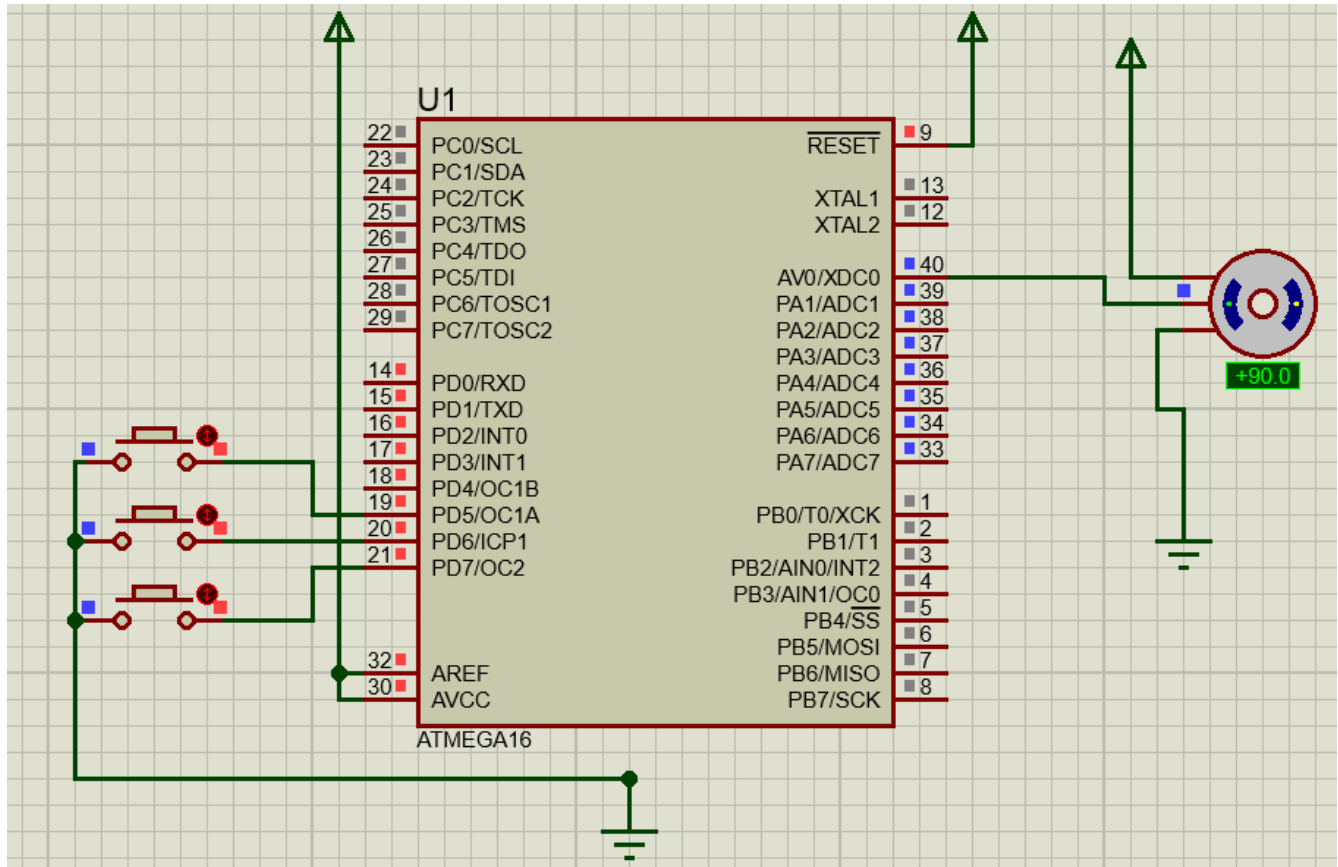 U1
22 PC0/SCL
23 PC1/SDA
24 PC2/TCK
25 PC3/TMS
26 PC4/TDO
27 PC5/TDI
28 PC6/TOSC1
29 PC7/TOSC2
14 PD0/RXD
15 PD1/TXD
16 PD2/INT0
17 PD3/INT1
18 PD4/OC1B
19 PD5/OC1A
20 PD6/ICP1
21 PD7/OC2
32 AREF
30 AVCC
RESET 9
XTAL1 13
XTAL2 12
AV0/XDC0 40
PA1/ADC1 39
PA2/ADC2 38
PA3/ADC3 37
PA4/ADC4 36
PA5/ADC5 35
PA6/ADC6 34
PA7/ADC7 33
PB0/T0/XCK 1
PB1/T1 2
PB2/AIN0/INT2 3
PB3/AIN1/OC0 4
PB4/SS 5
PB5/MOSI 6
PB6/MISO 7
PB7/SCK 8
ATMEGA16
+90.0